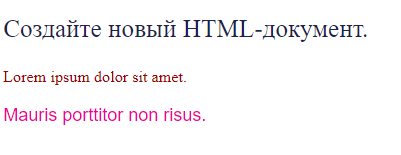 Создайте новый HTML-документ.
Lorem ipsum dolor sit amet.
Mauris porttitor non risus.